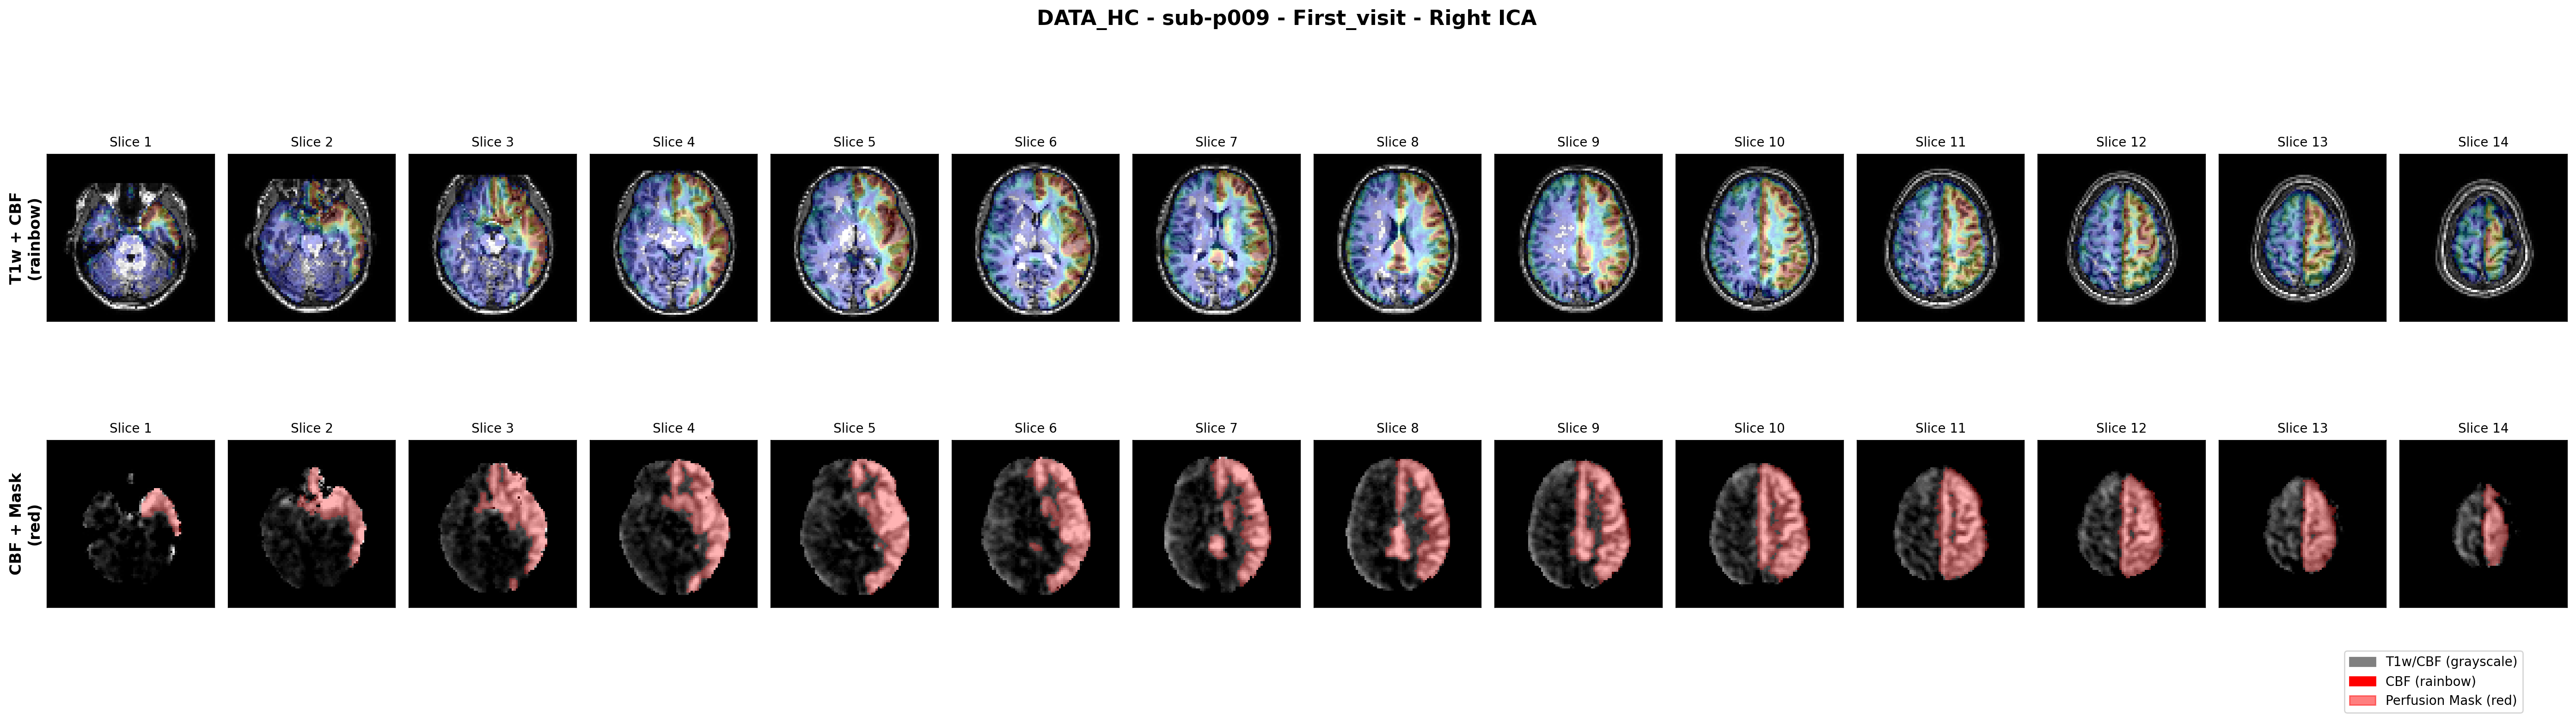 DATA_HC - sub-p009 - First_visit - Right ICA
T1w + CBF
(rainbow)
Slice 1
Slice 2
Slice 3
Slice 4
Slice 5
Slice 6
Slice 7
Slice 8
Slice 9
Slice 10
Slice 11
Slice 12
Slice 13
Slice 14
CBF + Mask
(red)
Slice 1
Slice 2
Slice 3
Slice 4
Slice 5
Slice 6
Slice 7
Slice 8
Slice 9
Slice 10
Slice 11
Slice 12
Slice 13
Slice 14
T1w/CBF (grayscale)
CBF (rainbow)
Perfusion Mask (red)